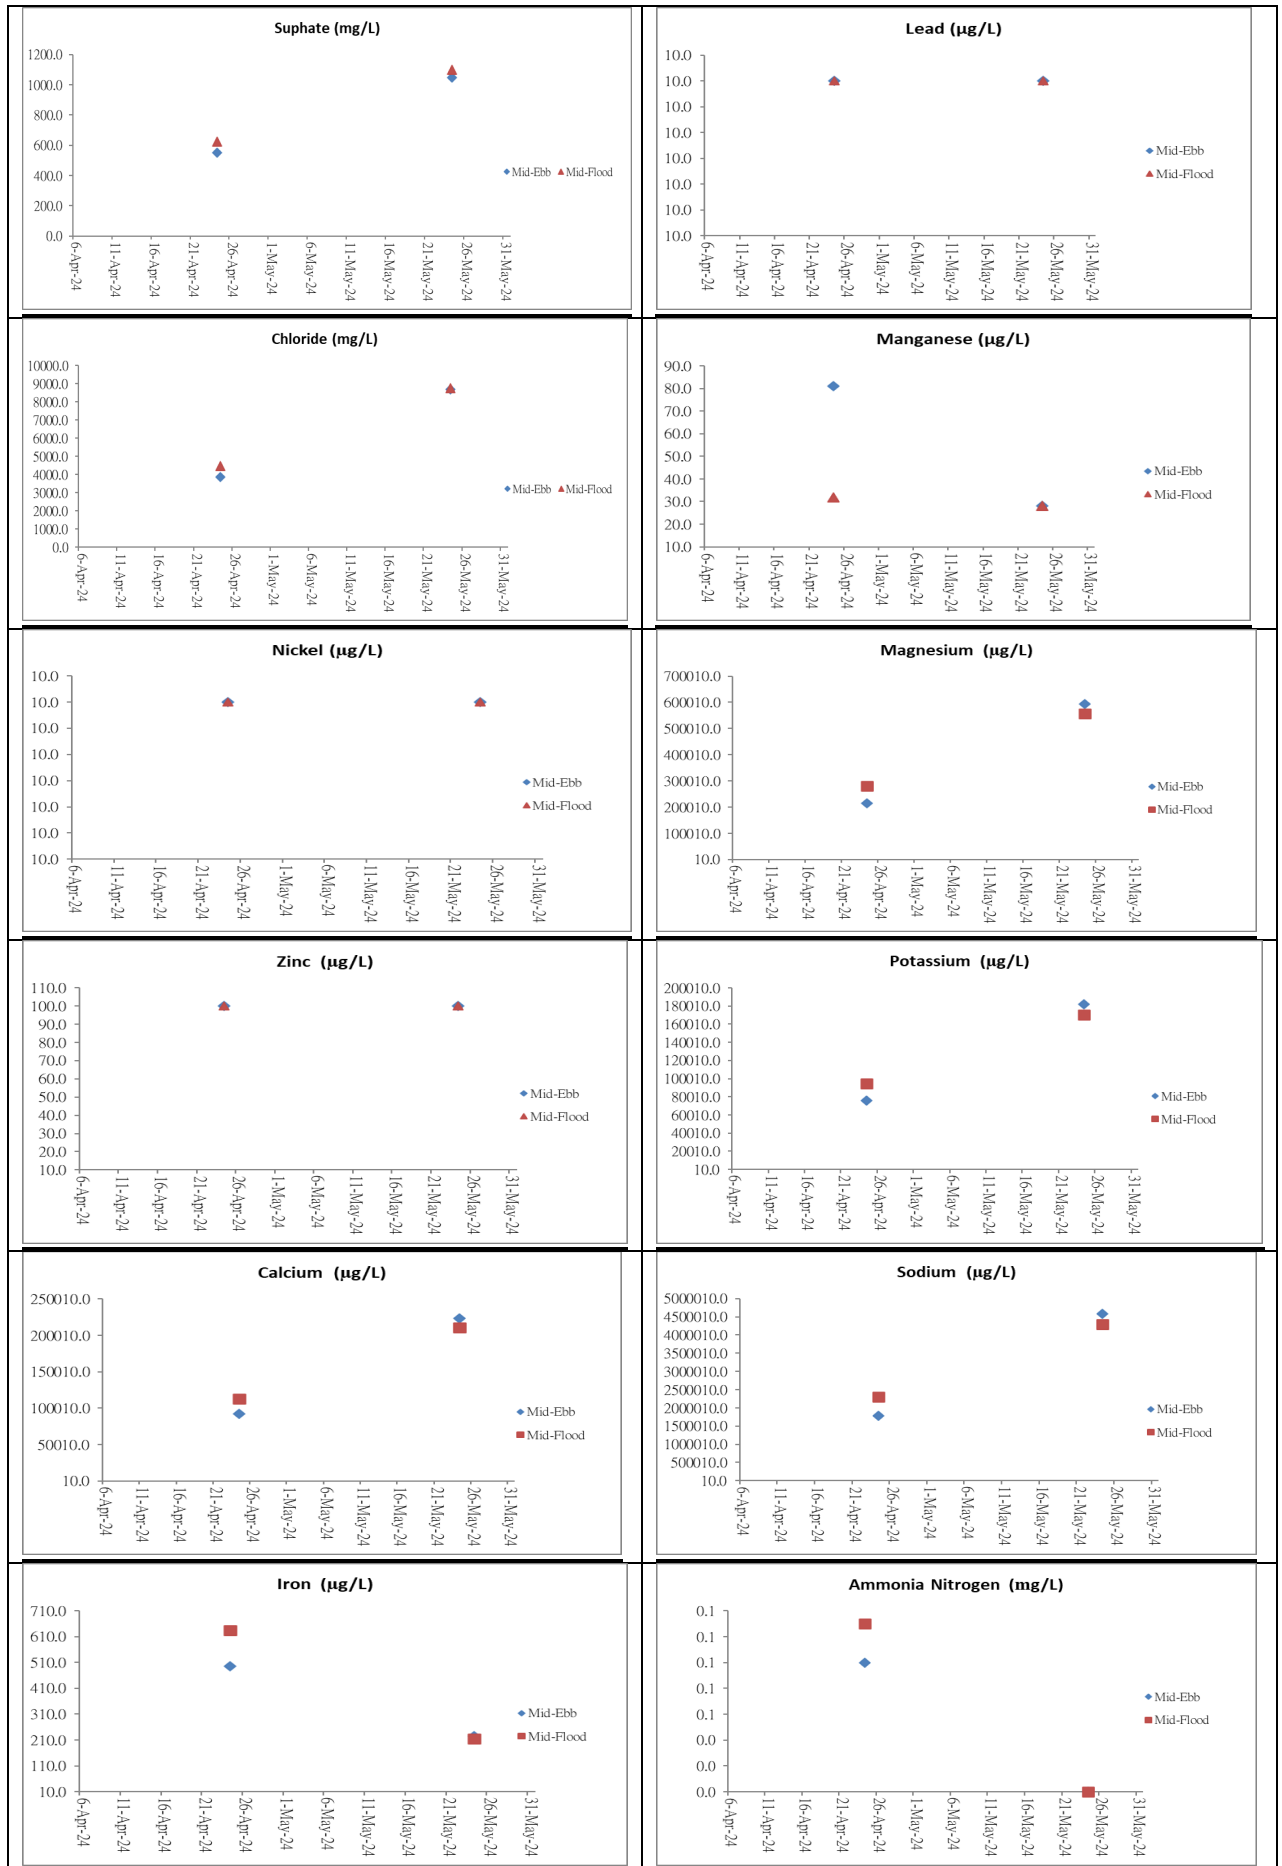 Suphate (mg/L)
1200.0
1000.0
800.0
600.0
400.0
200.0
0.0
6-Apr-24 11-Apr-24 16-Apr-24 21-Apr-24 26-Apr-24 1-May-24 6-May-24 11-May-24 16-May-24 21-May-24 26-May-24 31-May-24
Mid-Ebb Mid-Flood
Lead (µg/L)
10.0
10.0
10.0
10.0
10.0
10.0
10.0
10.0
6-Apr-24 11-Apr-24 16-Apr-24 21-Apr-24 26-Apr-24 1-May-24 6-May-24 11-May-24 16-May-24 21-May-24 26-May-24 31-May-24
Mid-Ebb
Mid-Flood
Chloride (mg/L)
10000.0
9000.0
8000.0
7000.0
6000.0
5000.0
4000.0
3000.0
2000.0
1000.0
0.0
6-Apr-24 11-Apr-24 16-Apr-24 21-Apr-24 26-Apr-24 1-May-24 6-May-24 11-May-24 16-May-24 21-May-24 26-May-24 31-May-24
Mid-Ebb Mid-Flood
Manganese (µg/L)
90.0
80.0
70.0
60.0
50.0
40.0
30.0
20.0
10.0
6-Apr-24 11-Apr-24 16-Apr-24 21-Apr-24 26-Apr-24 1-May-24 6-May-24 11-May-24 16-May-24 21-May-24 26-May-24 31-May-24
Mid-Ebb
Mid-Flood
Nickel (µg/L)
10.0
10.0
10.0
10.0
10.0
10.0
10.0
10.0
6-Apr-24 11-Apr-24 16-Apr-24 21-Apr-24 26-Apr-24 1-May-24 6-May-24 11-May-24 16-May-24 21-May-24 26-May-24 31-May-24
Mid-Ebb
Mid-Flood
Magnesium (µg/L)
700010.0
600010.0
500010.0
400010.0
300010.0
200010.0
100010.0
10.0
6-Apr-24 11-Apr-24 16-Apr-24 21-Apr-24 26-Apr-24 1-May-24 6-May-24 11-May-24 16-May-24 21-May-24 26-May-24 31-May-24
Mid-Ebb
Mid-Flood
Zinc (µg/L)
110.0
100.0
90.0
80.0
70.0
60.0
50.0
40.0
30.0
20.0
10.0
6-Apr-24 11-Apr-24 16-Apr-24 21-Apr-24 26-Apr-24 1-May-24 6-May-24 11-May-24 16-May-24 21-May-24 26-May-24 31-May-24
Mid-Ebb
Mid-Flood
Potassium (µg/L)
200010.0
180010.0
160010.0
140010.0
120010.0
100010.0
80010.0
60010.0
40010.0
20010.0
10.0
6-Apr-24 11-Apr-24 16-Apr-24 21-Apr-24 26-Apr-24 1-May-24 6-May-24 11-May-24 16-May-24 21-May-24 26-May-24 31-May-24
Mid-Ebb
Mid-Flood
Calcium (µg/L)
250010.0
200010.0
150010.0
100010.0
50010.0
10.0
6-Apr-24 11-Apr-24 16-Apr-24 21-Apr-24 26-Apr-24 1-May-24 6-May-24 11-May-24 16-May-24 21-May-24 26-May-24 31-May-24
Mid-Ebb
Mid-Flood
Sodium (µg/L)
5000010.0
4500010.0
4000010.0
3500010.0
3000010.0
2500010.0
2000010.0
1500010.0
1000010.0
500010.0
10.0
6-Apr-24 11-Apr-24 16-Apr-24 21-Apr-24 26-Apr-24 1-May-24 6-May-24 11-May-24 16-May-24 21-May-24 26-May-24 31-May-24
Mid-Ebb
Mid-Flood
Iron (µg/L)
710.0
610.0
510.0
410.0
310.0
210.0
110.0
10.0
6-Apr-24 11-Apr-24 16-Apr-24 21-Apr-24 26-Apr-24 1-May-24 6-May-24 11-May-24 16-May-24 21-May-24 26-May-24 31-May-24
Mid-Ebb
Mid-Flood
Ammonia Nitrogen (mg/L)
0.1
0.1
0.1
0.1
0.1
0.0
0.0
0.0
6-Apr-24 11-Apr-24 16-Apr-24 21-Apr-24 26-Apr-24 1-May-24 6-May-24 11-May-24 16-May-24 21-May-24 26-May-24 31-May-24
Mid-Ebb
Mid-Flood